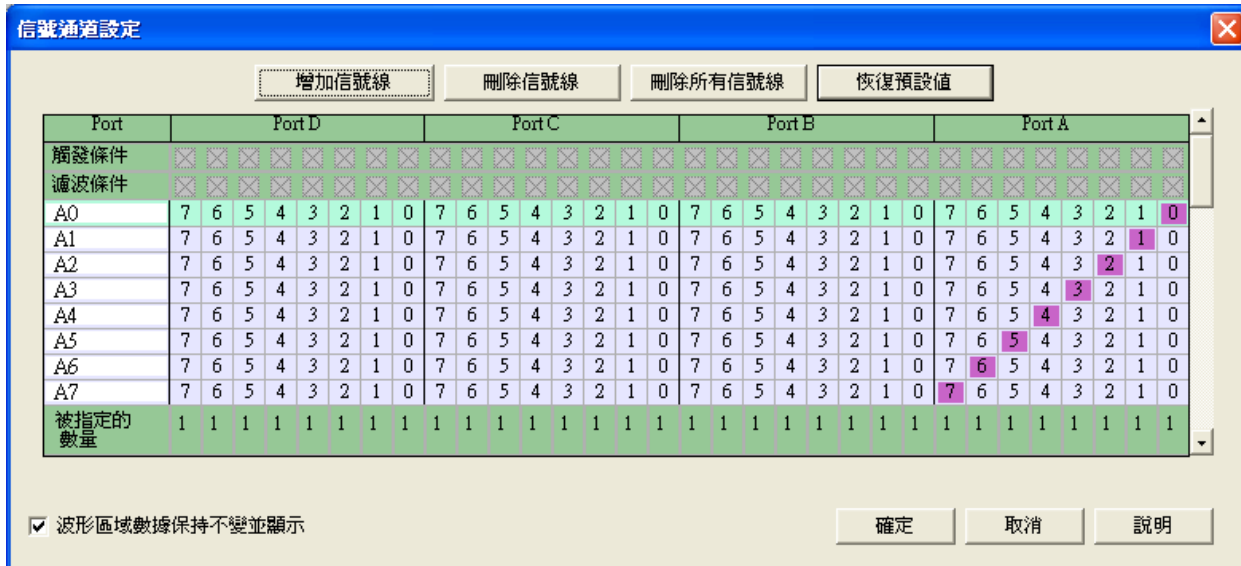 信號通道設定
增加信號線 刪除信號線 刪除所有信號線 恢復預設值
Port Port D Port C Port B Port A
觸發條件
濾波條件
A0 7 6 5 4 3 2 1 0 7 6 5 4 3 2 1 0 7 6 5 4 3 2 1 0 7 6 5 4 3 2 1 0
A1 7 6 5 4 3 2 1 0 7 6 5 4 3 2 1 0 7 6 5 4 3 2 1 0 7 6 5 4 3 2 1 0
A2 7 6 5 4 3 2 1 0 7 6 5 4 3 2 1 0 7 6 5 4 3 2 1 0 7 6 5 4 3 2 1 0
A3 7 6 5 4 3 2 1 0 7 6 5 4 3 2 1 0 7 6 5 4 3 2 1 0 7 6 5 4 3 2 1 0
A4 7 6 5 4 3 2 1 0 7 6 5 4 3 2 1 0 7 6 5 4 3 2 1 0 7 6 5 4 3 2 1 0
A5 7 6 5 4 3 2 1 0 7 6 5 4 3 2 1 0 7 6 5 4 3 2 1 0 7 6 5 4 3 2 1 0
A6 7 6 5 4 3 2 1 0 7 6 5 4 3 2 1 0 7 6 5 4 3 2 1 0 7 6 5 4 3 2 1 0
A7 7 6 5 4 3 2 1 0 7 6 5 4 3 2 1 0 7 6 5 4 3 2 1 0 7 6 5 4 3 2 1 0
被指定的
數量 1 1 1 1 1 1 1 1 1 1 1 1 1 1 1 1 1 1 1 1 1 1 1 1 1 1 1 1 1 1 1 1
波形區域數據保持不變並顯示 確定 取消 說明